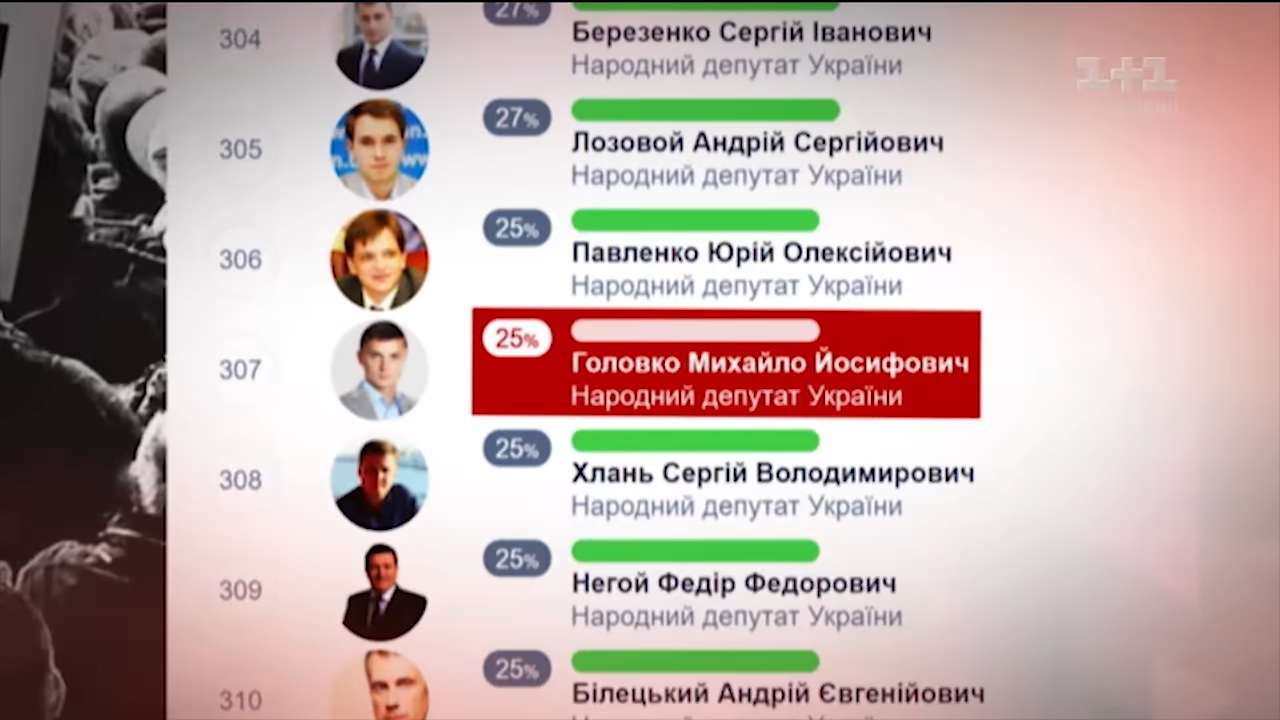 304
27%
Березенко Сергій Іванович
Народний депутат України
1+1
305
27%
Лозовой Андрій Сергійович
Народний депутат України
306
25%
Павленко Юрій Олексійович
Народний депутат України
307
25%
Головко Михайло Йосифович
Народний депутат України
308
25%
Хлань Сергій Володимирович
Народний депутат України
309
25%
Негой Федір Федорович
Народний депутат України
310
25%
Білецький Андрій Євгенійович